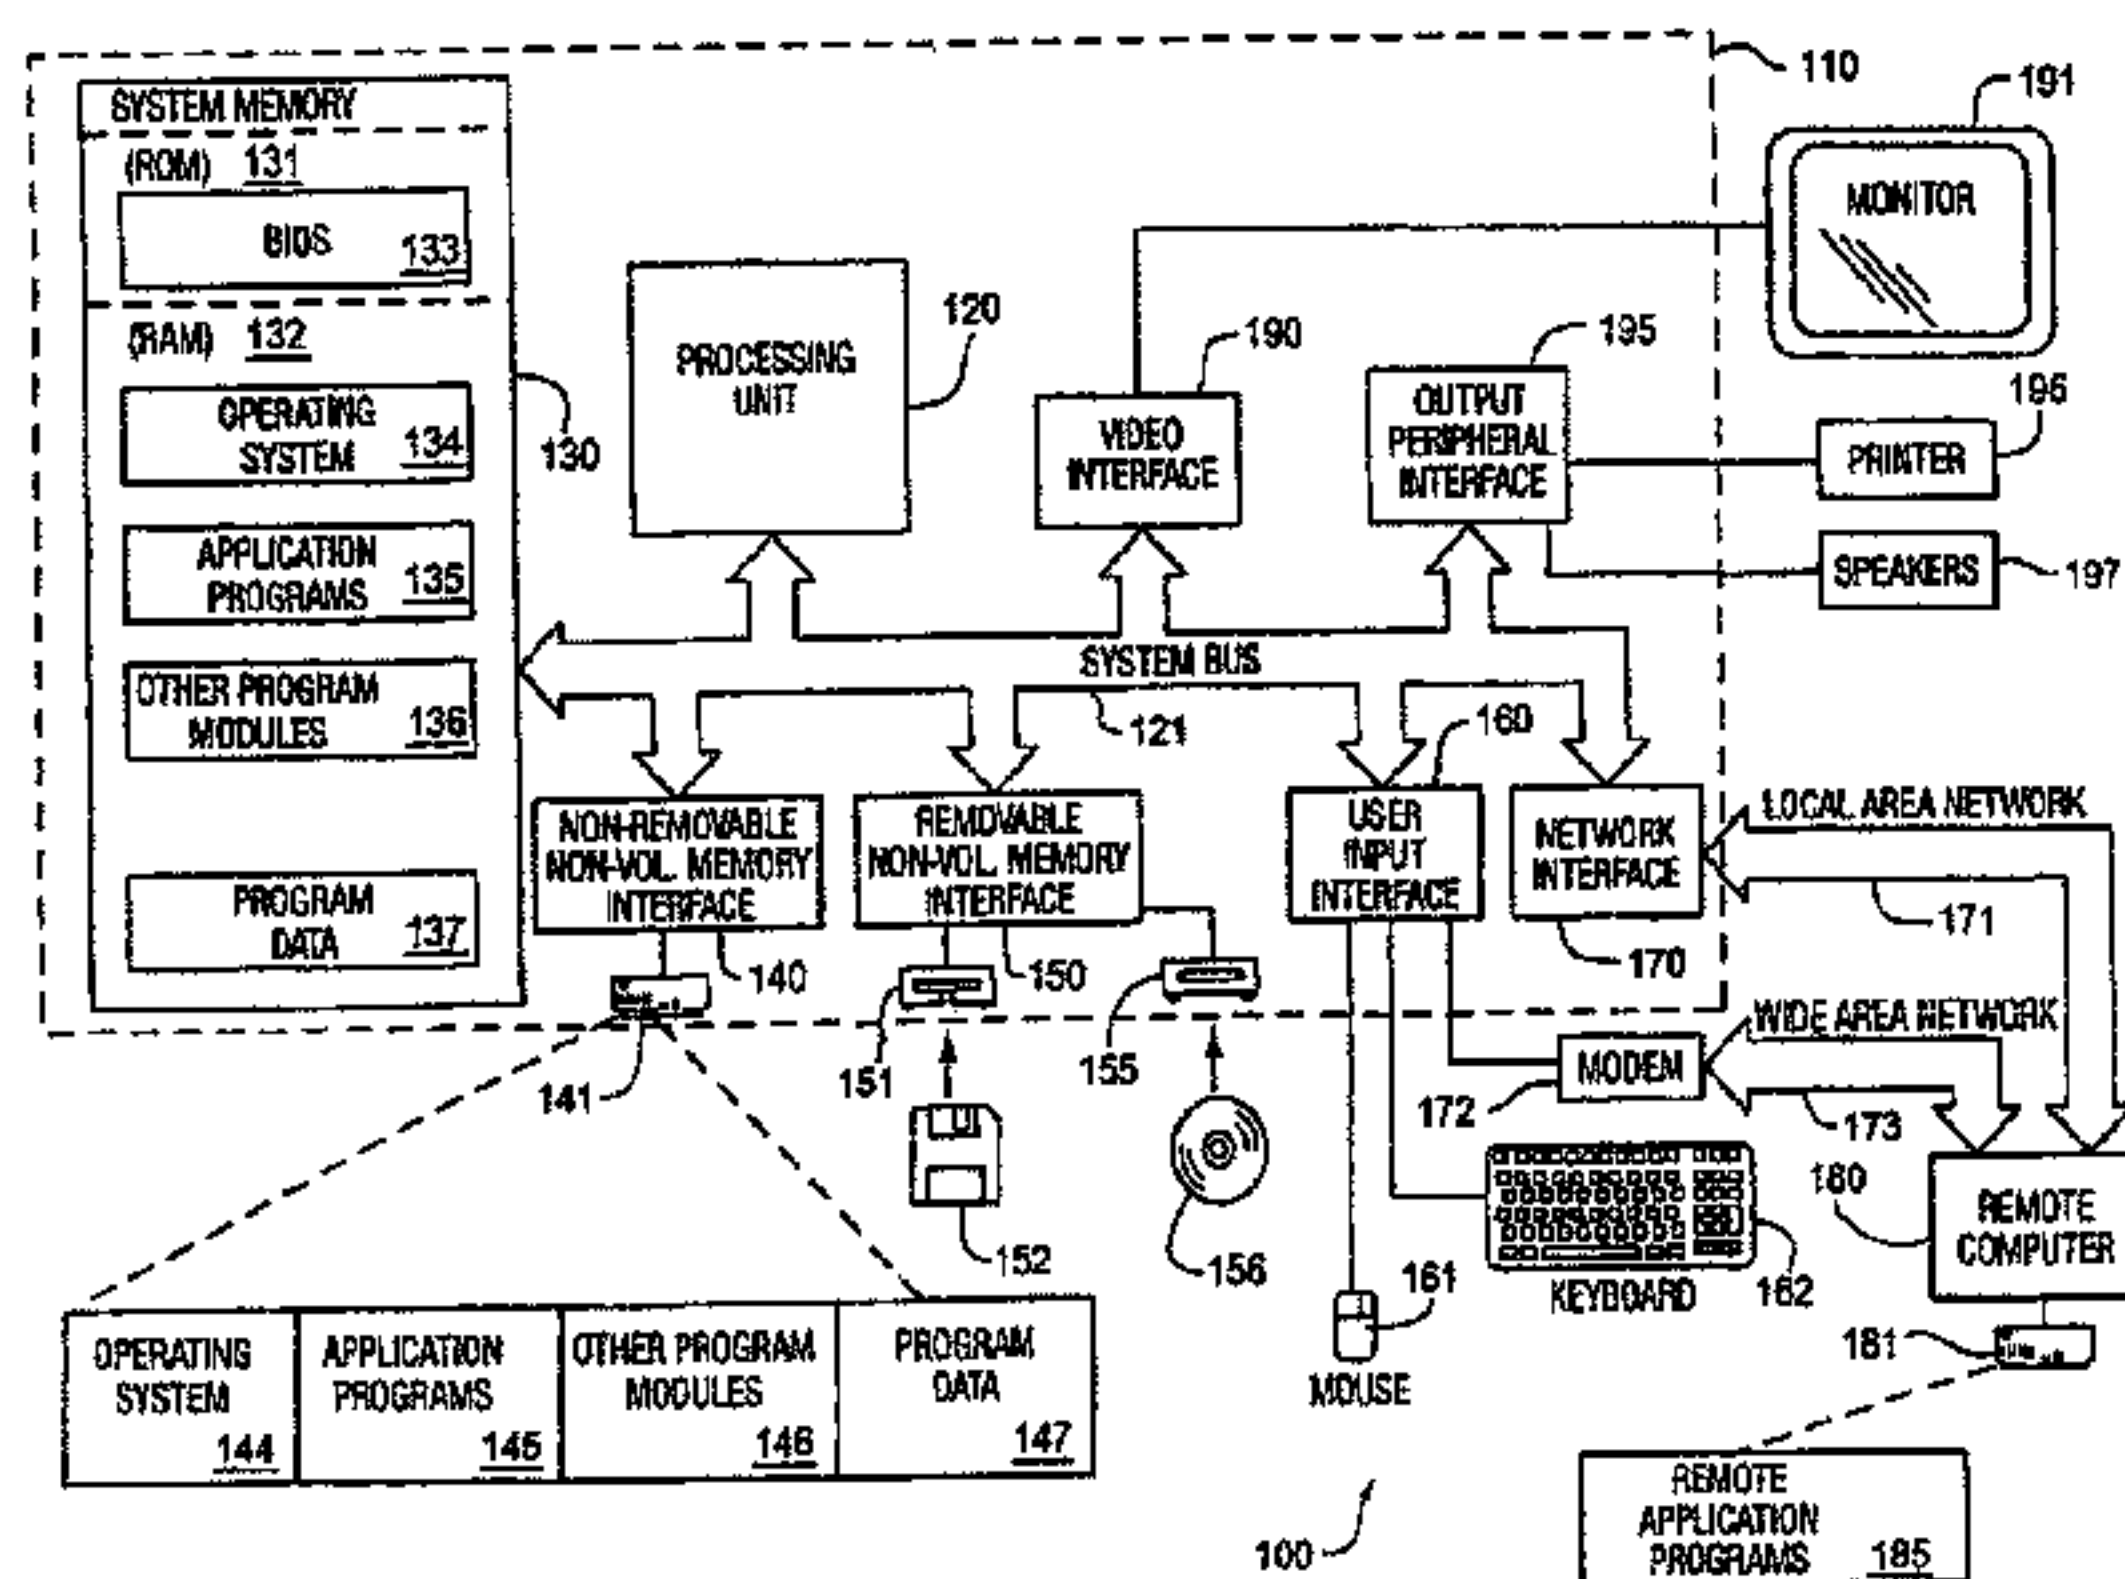 110
191
SYSTEM MEMORY
(ROM) 131
BIOS 133
MONITOR
(RAM) 132
OPERATING
SYSTEM 134
130
PROCESSING
UNIT
120
190
VIDEO
INTERFACE
195
OUTPUT
PERIPHERAL
INTERFACE
196
PRINTER
SPEAKERS
197
APPLICATION
PROGRAMS 135
OTHER PROGRAM
MODULES 136
PROGRAM
DATA 137
SYSTEM BUS
121
160
NON-REMOVABLE
NON-VOL. MEMORY
INTERFACE
140
REMOVABLE
NON-VOL. MEMORY
INTERFACE
150
USER
INPUT
INTERFACE
NETWORK
INTERFACE
170
LOCAL AREA NETWORK
171
WIDE AREA NETWORK
173
141
151
155
172
MODEM
152
156
161
MOUSE
KEYBOARD
162
180
REMOTE
COMPUTER
181
OPERATING
SYSTEM
144
APPLICATION
PROGRAMS
145
OTHER PROGRAM
MODULES
146
PROGRAM
DATA
147
100
REMOTE
APPLICATION
PROGRAMS 185